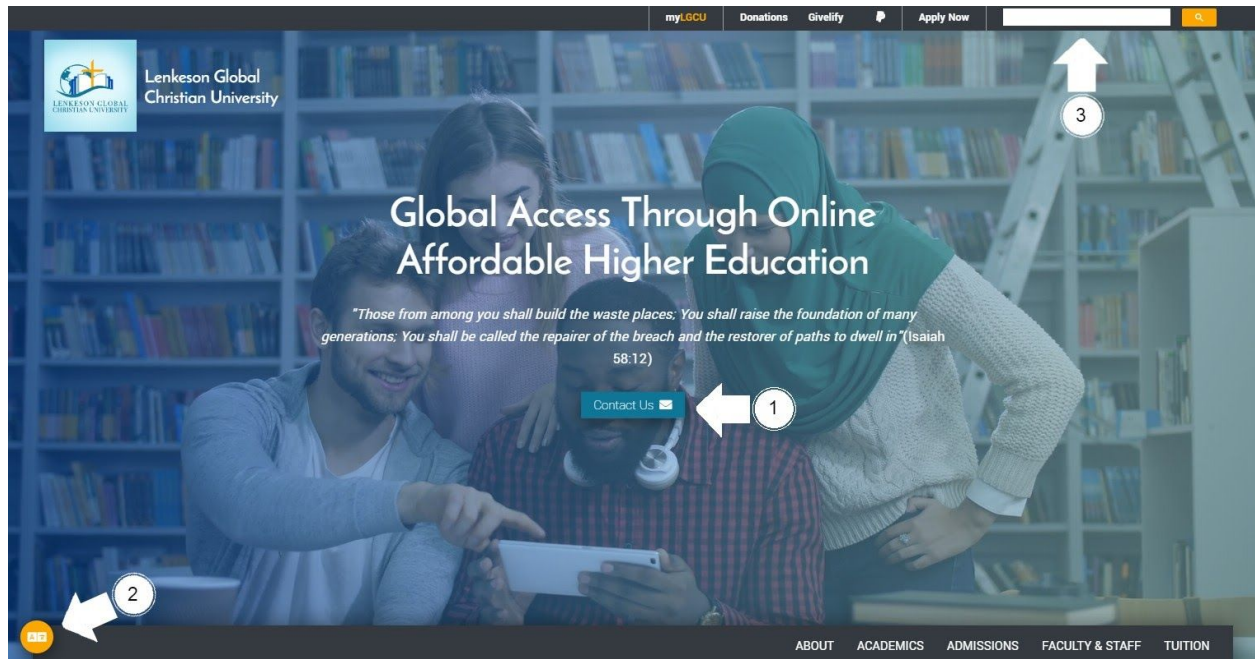 myLGCU Donations Givelify Apply Now
LENKESON GLOBAL
CHRISTIAN UNIVERSITY
Lenkeson Global
Christian University
3
Global Access Through Online
Affordable Higher Education
"Those from among you shall build the waste places; You shall raise the foundation of many
generations; You shall be called the repairer of the breach and the restorer of paths to dwell in"(Isaiah
58:12)
Contact Us
1
2
ABOUT ACADEMICS ADMISSIONS FACULTY & STAFF TUITION